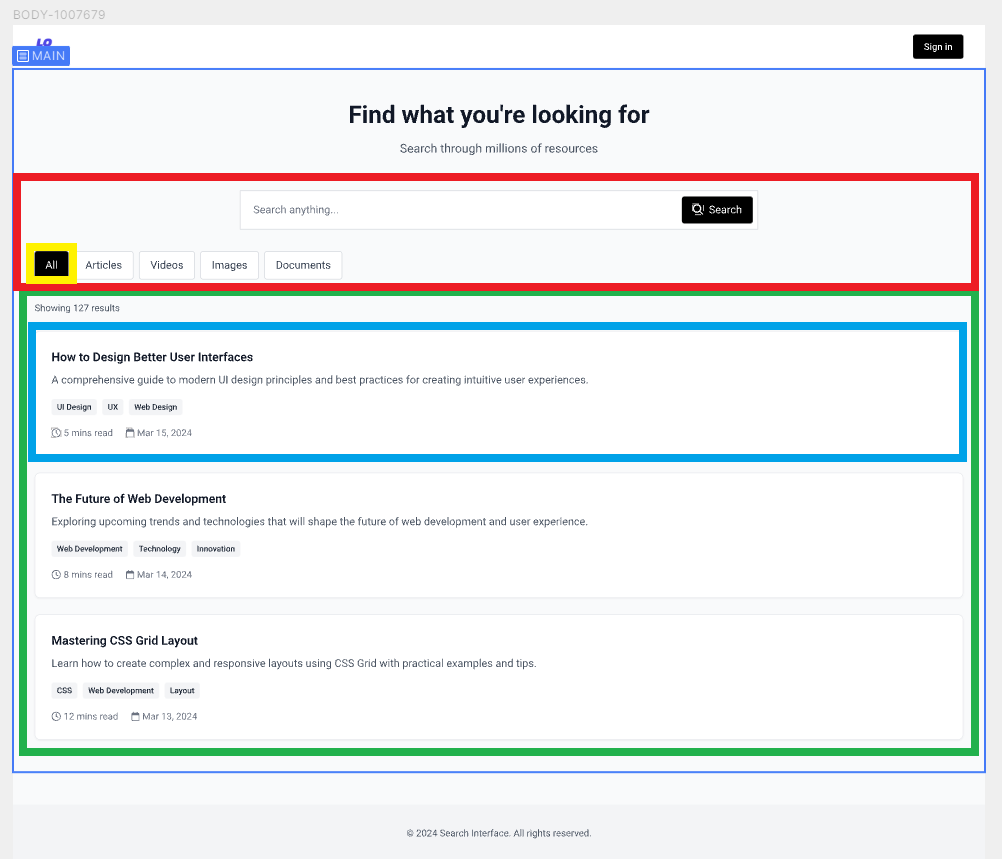 BODY-1007679
LO
MAIN
Sign in
Find what you're looking for
Search through millions of resources
Search anything...
Search
All Articles Videos Images Documents
Showing 127 results
How to Design Better User Interfaces
A comprehensive guide to modern UI design principles and best practices for creating intuitive user experiences.
UI Design UX Web Design
5 mins read Mar 15, 2024
The Future of Web Development
Exploring upcoming trends and technologies that will shape the future of web development and user experience.
Web Development Technology Innovation
8 mins read Mar 14, 2024
Mastering CSS Grid Layout
Learn how to create complex and responsive layouts using CSS Grid with practical examples and tips.
CSS Web Development Layout
12 mins read Mar 13, 2024
© 2024 Search Interface. All rights reserved.